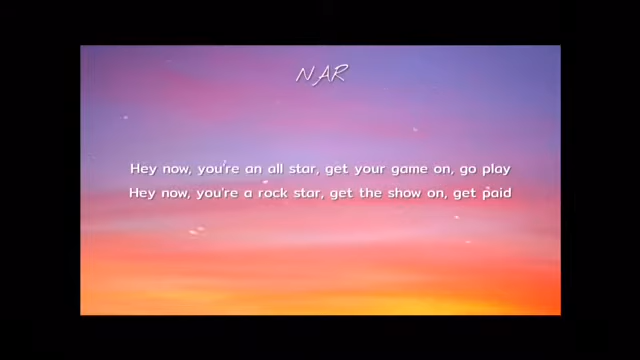 NAR
Hey now, you're an all star, get your game on, go play
Hey now, you're a rock star, get the show on, get paid